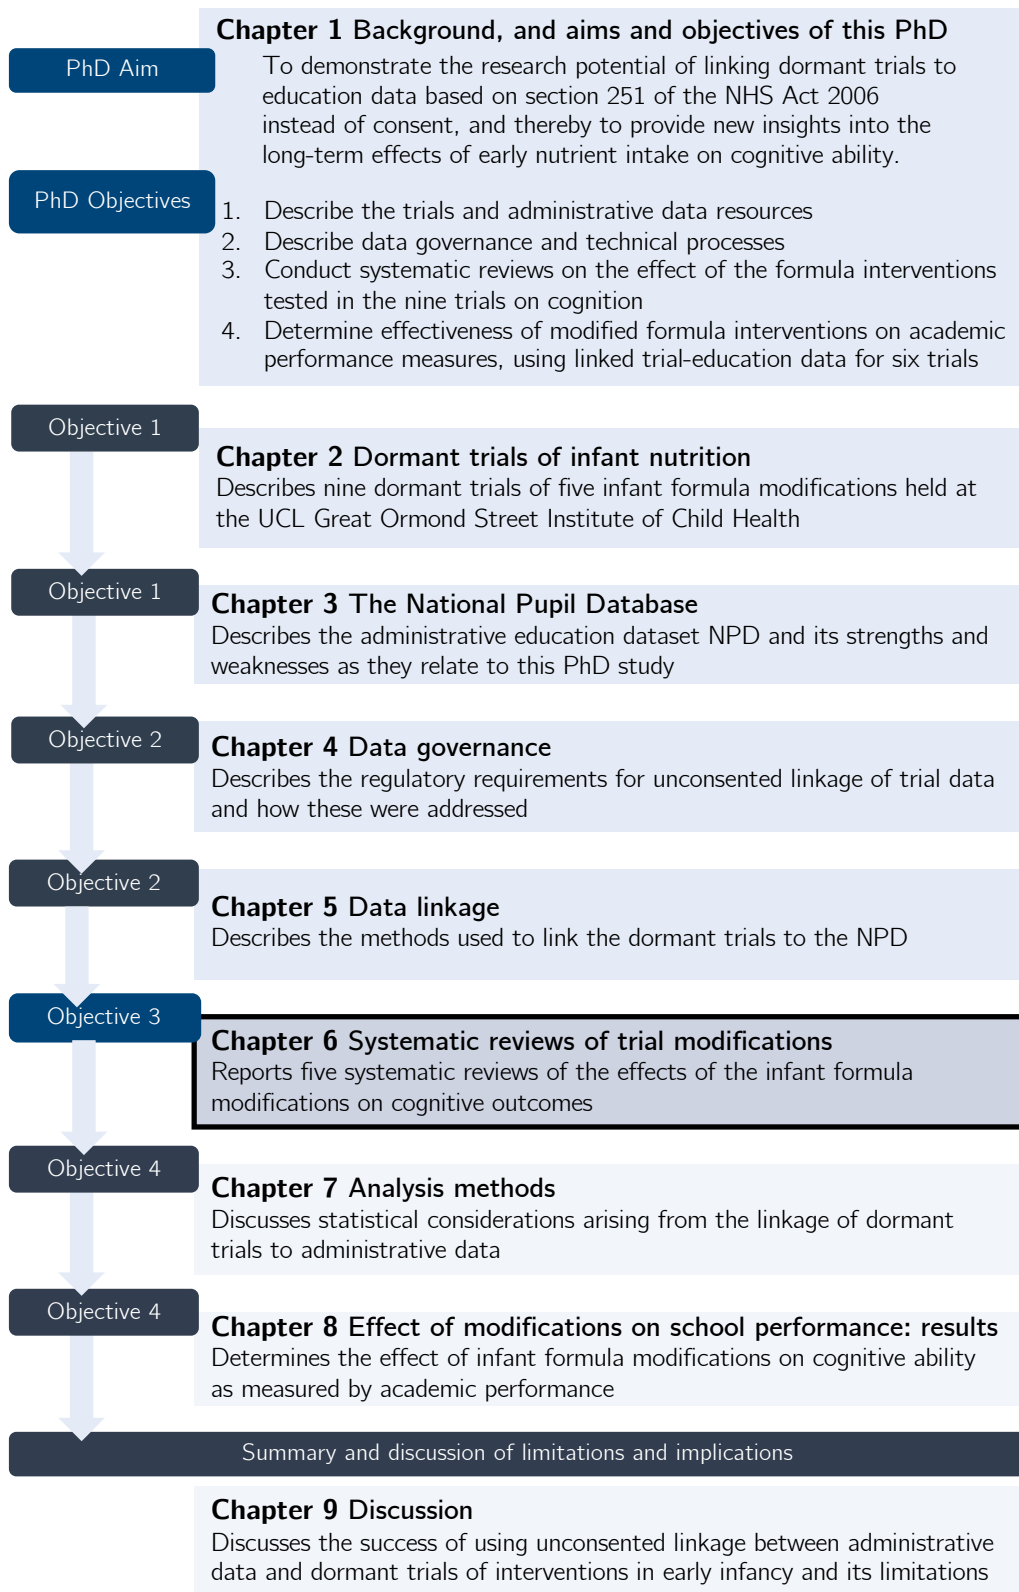 Chapter 1 Background, and aims and objectives of this PhD
PhD Aim
To demonstrate the research potential of linking dormant trials to
education data based on section 251 of the NHS Act 2006
instead of consent, and thereby to provide new insights into the
long-term effects of early nutrient intake on cognitive ability.
PhD Objectives
1. Describe the trials and administrative data resources
2. Describe data governance and technical processes
3. Conduct systematic reviews on the effect of the formula interventions
tested in the nine trials on cognition
4. Determine effectiveness of modified formula interventions on academic
performance measures, using linked trial-education data for six trials
Objective 1
Chapter 2 Dormant trials of infant nutrition
Describes nine dormant trials of five infant formula modifications held at
the UCL Great Ormond Street Institute of Child Health
Objective 1
Chapter 3 The National Pupil Database
Describes the administrative education dataset NPD and its strengths and
weaknesses as they relate to this PhD study
Objective 2
Chapter 4 Data governance
Describes the regulatory requirements for unconsented linkage of trial data
and how these were addressed
Objective 2
Chapter 5 Data linkage
Describes the methods used to link the dormant trials to the NPD
Objective 3
Chapter 6 Systematic reviews of trial modifications
Reports five systematic reviews of the effects of the infant formula
modifications on cognitive outcomes
Objective 4
Chapter 7 Analysis methods
Discusses statistical considerations arising from the linkage of dormant
trials to administrative data
Objective 4
Chapter 8 Effect of modifications on school performance: results
Determines the effect of infant formula modifications on cognitive ability
as measured by academic performance
Summary and discussion of limitations and implications
Chapter 9 Discussion
Discusses the success of using unconsented linkage between administrative
data and dormant trials of interventions in early infancy and its limitations